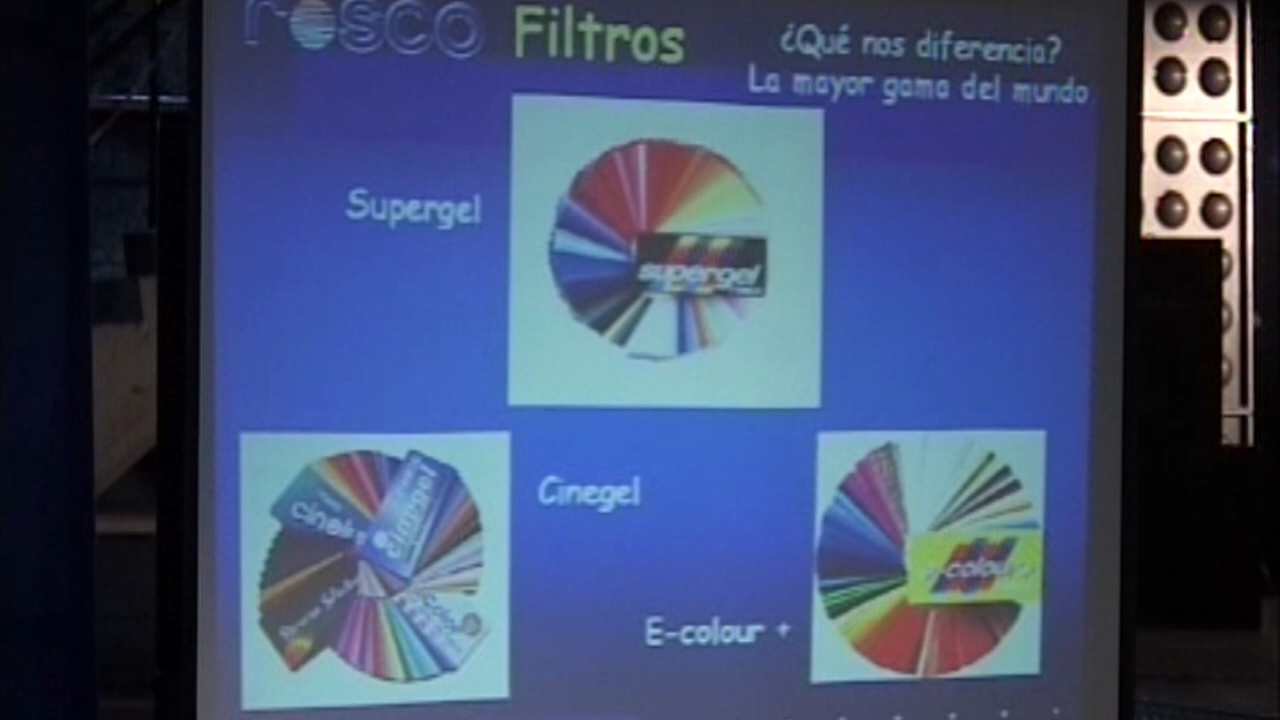 rosco Filtros
¿Qué nos diferencia?
La mayor gama del mundo
Supergel
supergel
Cinegel
cinegel
E-colour +
e-colour